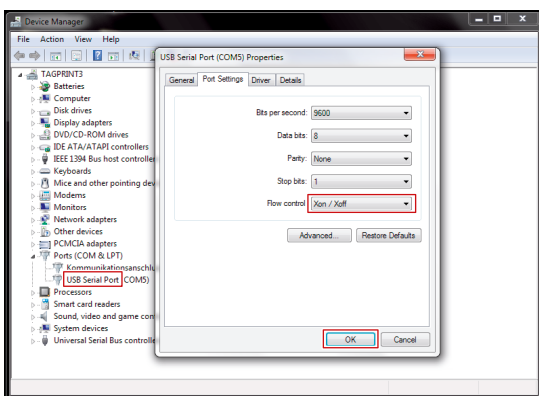 Device Manager
File Action View Help
TAGPRINT3
Batteries
Computer
Disk drives
Display adapters
DVD/CD-ROM drives
IDE ATA/ATAPI controllers
IEEE 1394 Bus host controller
Keyboards
Mice and other pointing dev
Modems
Monitors
Network adapters
Other devices
PCMCIA adapters
Ports (COM & LPT)
Kommunikationsanschlu
USB Serial Port (COM5)
Processors
Smart card readers
Sound, video and game con
System devices
Universal Serial Bus controlle
USB Serial Port (COM5) Properties
General Port Settings Driver Details
Bits per second: 9600
Data bits: 8
Parity: None
Stop bits: 1
Flow control Xon / Xoff
Advanced... Restore Defaults
OK Cancel